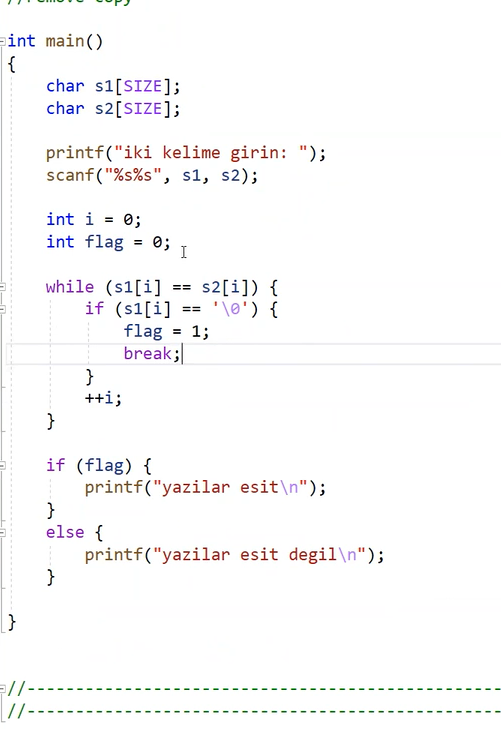 //remove copy
int main()
{
char s1[SIZE];
char s2[SIZE];
printf("iki kelime girin: ");
scanf("%s%s", s1, s2);
int i = 0;
int flag = 0;
while (s1[i] == s2[i]) {
if (s1[i] == '\0') {
flag = 1;
break;
}
++i;
}
if (flag) {
printf("yazilar esit\n");
}
else {
printf("yazilar esit degil\n");
}
}
//--------------------------------------------------
//--------------------------------------------------